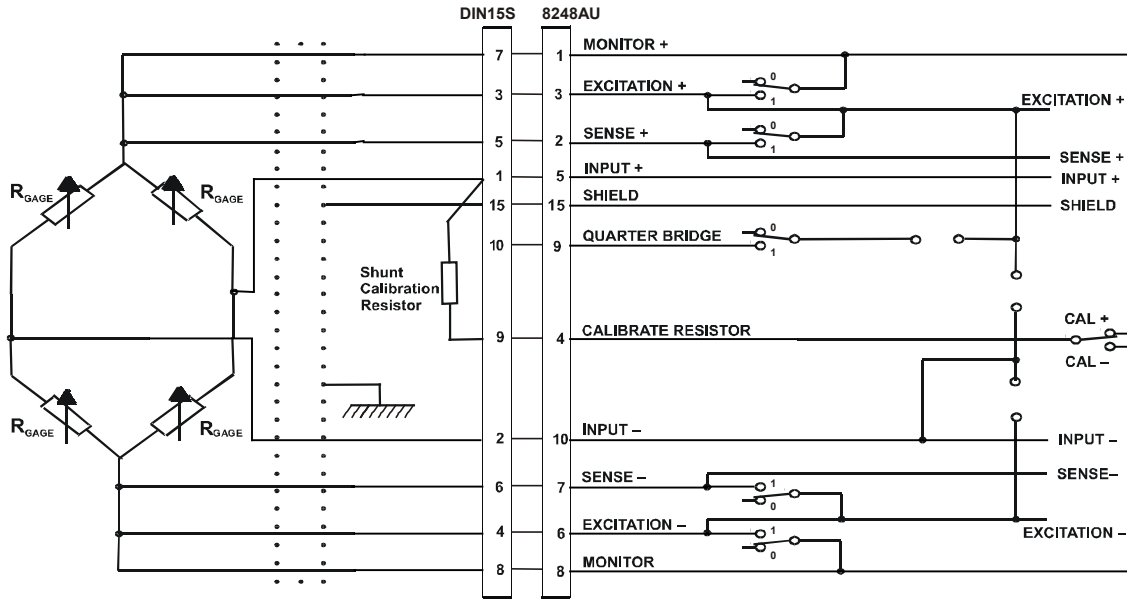 DIN15S 8248AU
7 1 MONITOR +
0
3 3 EXCITATION +
1
EXCITATION +
0
5 2 SENSE +
1
SENSE +
1 5 INPUT +
INPUT +
15 15 SHIELD
SHIELD
R GAGE
R GAGE
0
10 9 QUARTER BRIDGE
1
Shunt
Calibration
Resistor
CAL +
9 4 CALIBRATE RESISTOR
CAL –
R GAGE
R GAGE
2 10 INPUT –
INPUT –
6 7 SENSE –
SENSE–
1
0
4 6 EXCITATION –
1
EXCITATION –
0
8 8 MONITOR